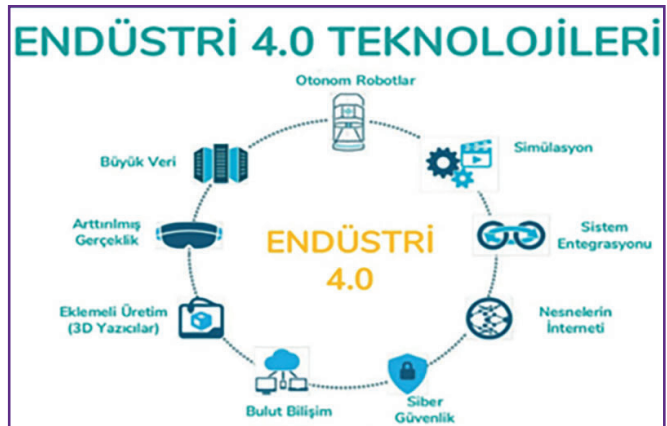 ENDÜSTRİ 4.0 TEKNOLOJİLERİ
Otonom Robotlar
Simülasyon
Sistem
Entegrasyonu
Nesnelerin
İnterneti
Siber
Güvenlik
Bulut Bilişim
Eklemeli Üretim
(3D Yazıcılar)
Arttırılmış
Gerçeklik
Büyük Veri
ENDÜSTRİ
4.0